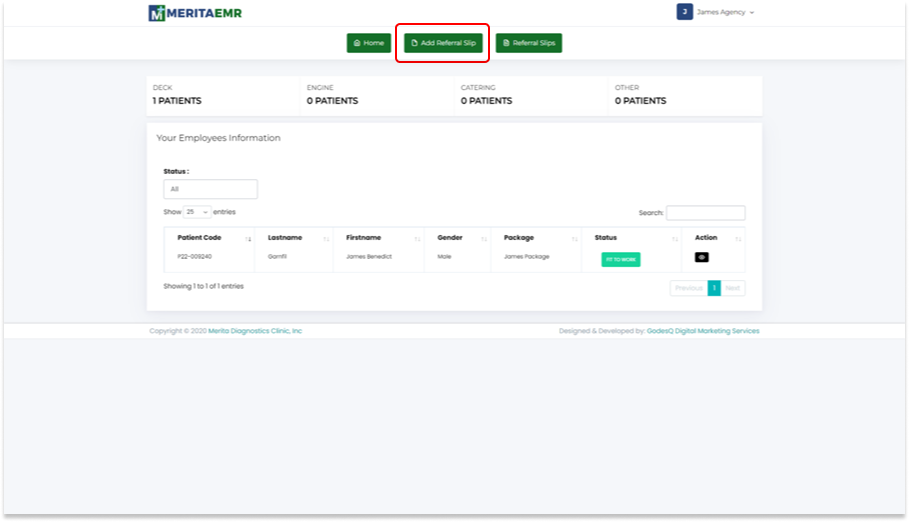 MERITAEMR
J James Agency
Home Add Referral Slip Referral Slips
DECK ENGINE CATERING OTHER
1 PATIENTS 0 PATIENTS 0 PATIENTS 0 PATIENTS
Your Employees Information
Status :
All
Show 25 entries Search:
Patient Code Lastname Firstname Gender Package Status Action
P22-009240 Garnfil James Benedict Male James Package FIT TO WORK
Showing 1 to 1 of 1 entries Previous 1 Next
Copyright © 2020 Merita Diagnostics Clinic, Inc Designed & Developed by: GodesQ Digital Marketing Services